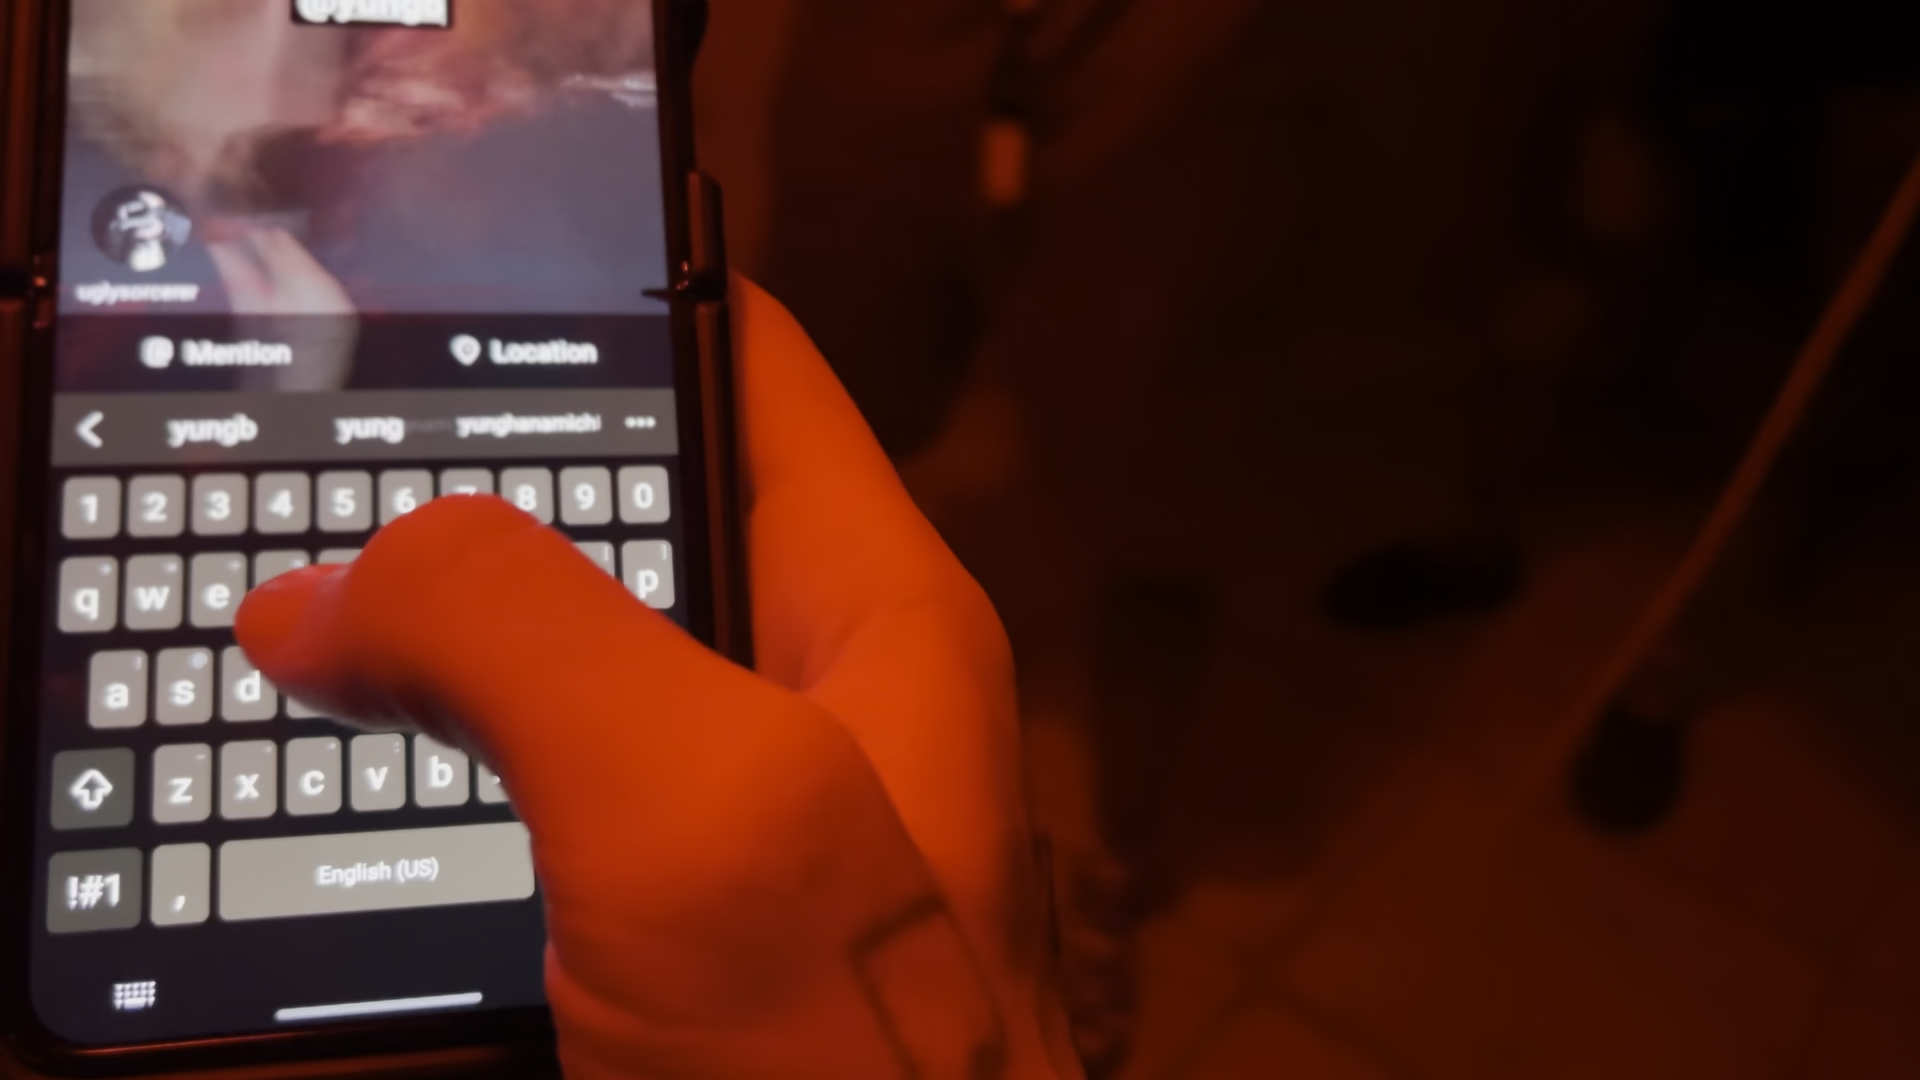 @yungb
uglysorcerer
Mention Location
yungb yung yunghanamichi
1 2 3 4 5 6 7 8 9 0
q w e p
a s d
z x c v b
!#1 , English (US)